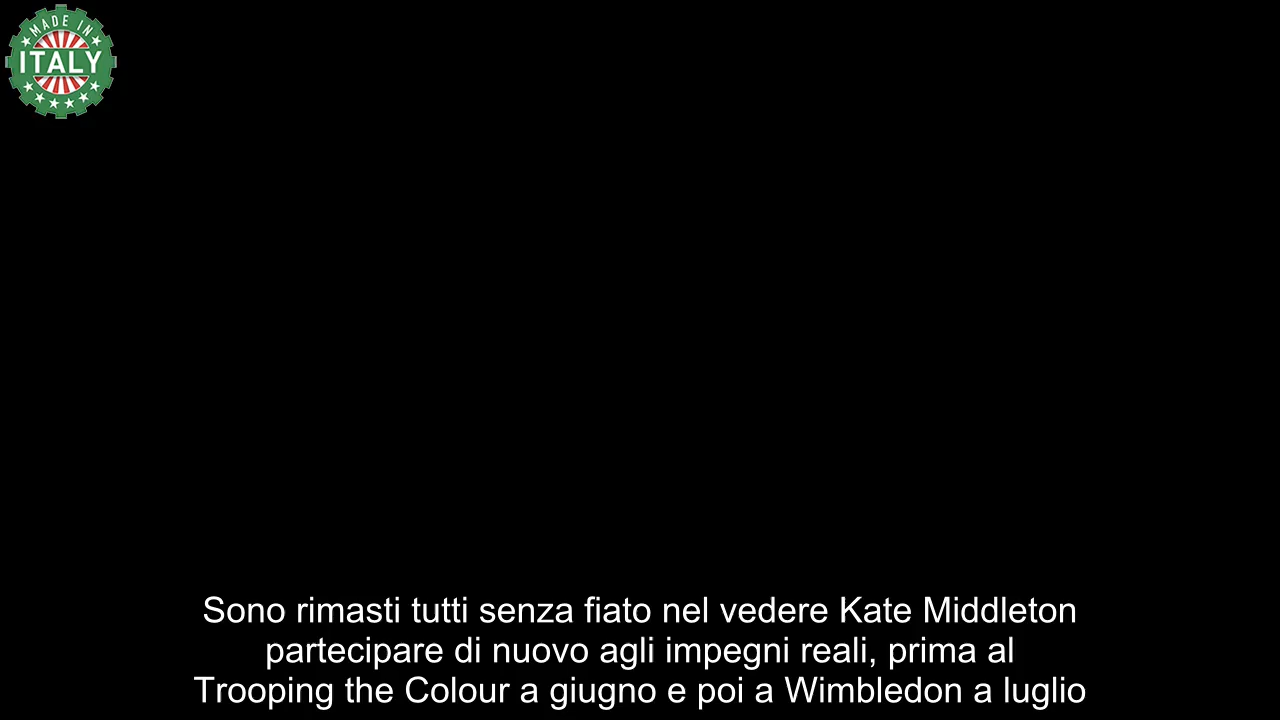 MADE IN
ITALY
Sono rimasti tutti senza fiato nel vedere Kate Middleton
partecipare di nuovo agli impegni reali, prima al
Trooping the Colour a giugno e poi a Wimbledon a luglio